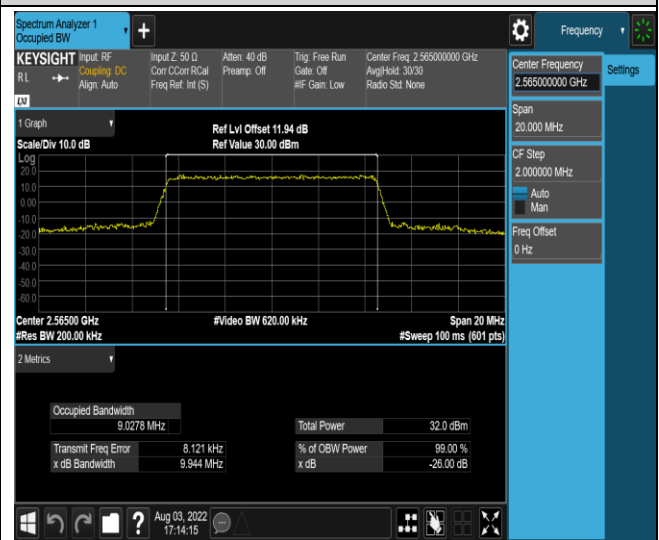 Spectrum Analyzer 1
Occupied BW
+
Frequency
KEYSIGHT
RL
LXI
Input: RF
Coupling: DC
Align: Auto
Input Z: 50 Ω
Corr CCorr RCal
Freq Ref: Int (S)
Atten: 40 dB
Preamp: Off
Trig: Free Run
Gate: Off
#IF Gain: Low
Center Freq: 2.565000000 GHz
Avg|Hold: 30/30
Radio Std: None
Center Frequency
2.565000000 GHz
Settings
Span
20.000 MHz
CF Step
2.000000 MHz
Auto
Man
Freq Offset
0 Hz
1 Graph
Scale/Div 10.0 dB
Ref Lvl Offset 11.94 dB
Ref Value 30.00 dBm
Log
20.0
10.0
0.00
-10.0
-20.0
-30.0
-40.0
-50.0
-60.0
Center 2.56500 GHz
#Video BW 620.00 kHz
Span 20 MHz
#Res BW 200.00 kHz
#Sweep 100 ms (601 pts)
2 Metrics
Occupied Bandwidth
9.0278 MHz
Total Power
32.0 dBm
Transmit Freq Error
8.121 kHz
% of OBW Power
99.00 %
x dB Bandwidth
9.944 MHz
x dB
-26.00 dB
?
Aug 03, 2022
17:14:15